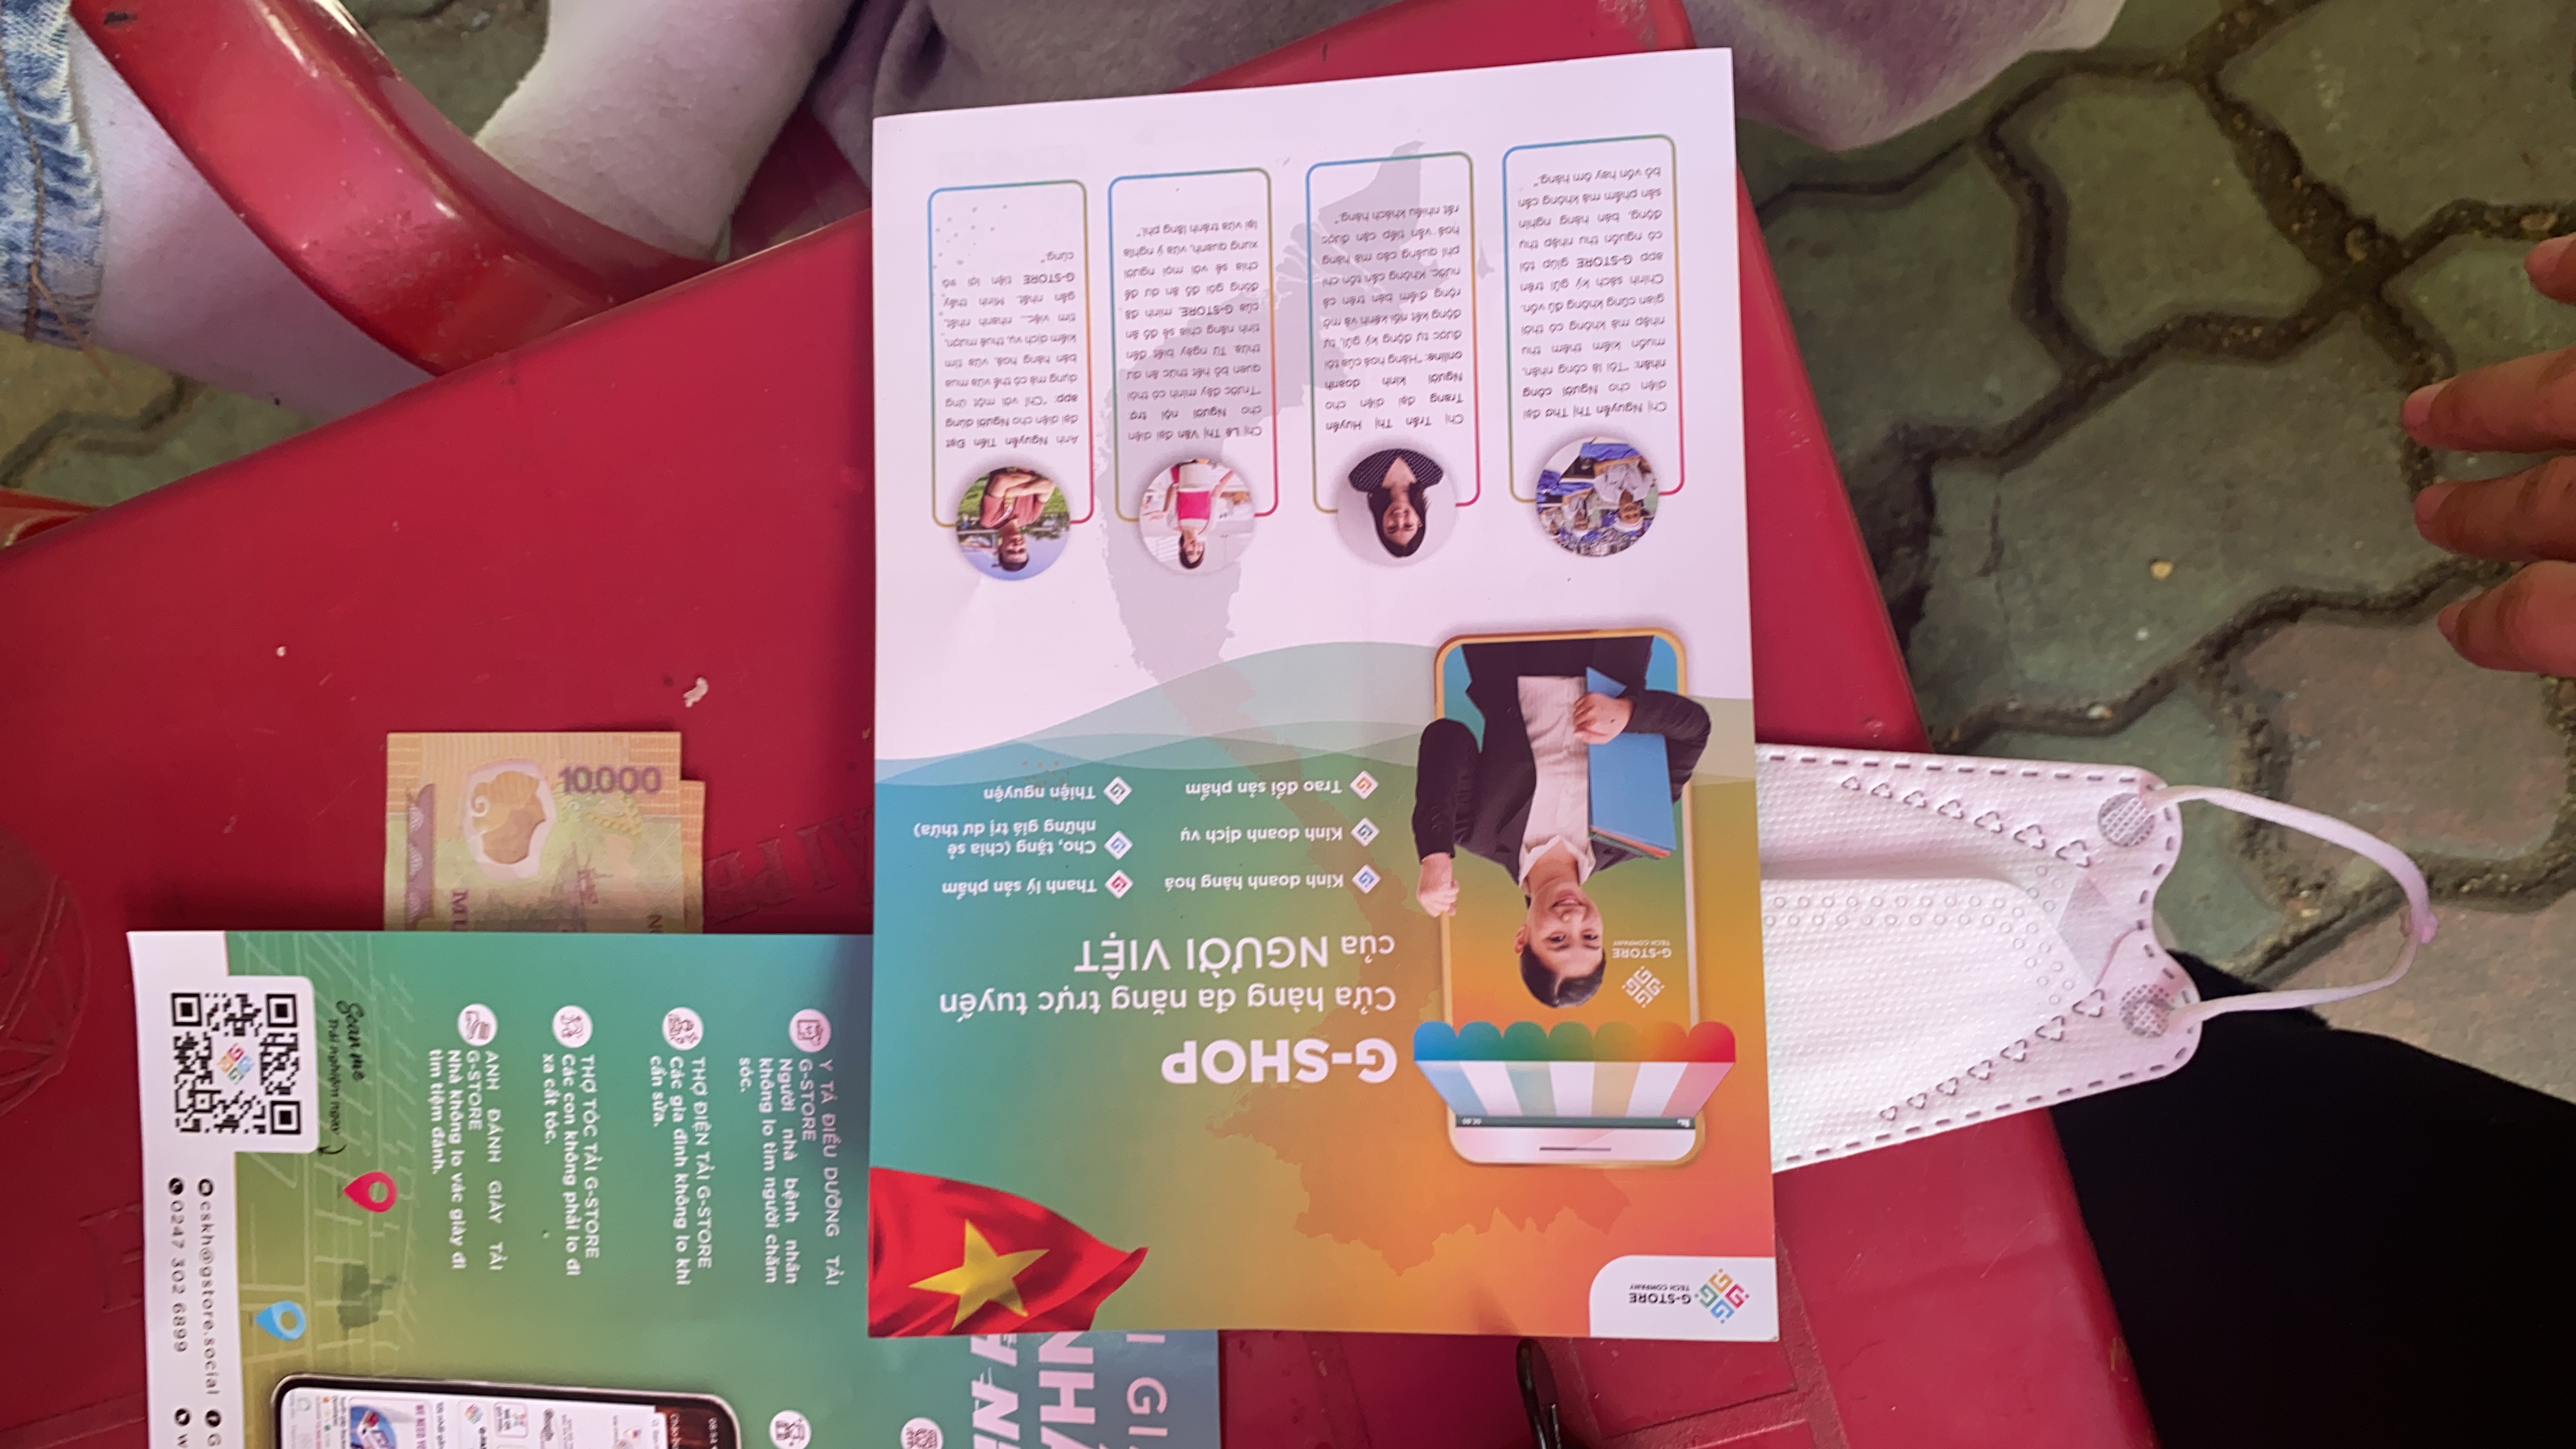 G-STORE
TECH COMPANY
G-SHOP
Cửa hàng đa năng trực tuyến
của NGƯỜI VIỆT
Kinh doanh hàng hoá
Kinh doanh dịch vụ
Trao đổi sản phẩm
Thanh lý sản phẩm
Cho, tặng (chia sẻ
những giá trị dư thừa)
Thiện nguyện
G-STORE
TECH COMPANY
Chị Nguyễn Thị Thơ đại
diện cho Người công
nhân: "Tôi là công nhân,
muốn kiếm thêm thu
nhập mà không có thời
gian cũng không đủ vốn.
Chính sách ký gửi trên
app G-STORE giúp tôi
có nguồn thu nhập thụ
động, bán hàng nghìn
sản phẩm mà không cần
bỏ vốn hay ôm hàng."
Chị Trần Thị Huyền
Trang đại diện cho
Người kinh doanh
online: "Hàng hoá của tôi
được tự động ký gửi, tự
động kết nối kênh và mở
rộng điểm bán trên cả
nước, không cần tốn chi
phí quảng cáo mà hàng
hoá vẫn tiếp cận được
rất nhiều khách hàng."
Chị Lê Thị Vân đại diện
cho Người nội trợ:
"Trước đây mình có thói
quen bỏ hết thức ăn dư
thừa. Từ ngày biết đến
tính năng chia sẻ đồ ăn
của G-STORE, mình đã
đóng gói đồ ăn dư để
chia sẻ với mọi người
xung quanh, vừa ý nghĩa
lại vừa tránh lãng phí."
Anh Nguyễn Tiến Đạt
đại diện cho Người dùng
app: "Chỉ với một ứng
dụng mà có thể vừa mua
bán hàng hoá, vừa tìm
kiếm dịch vụ, thuê mượn,
tìm việc... nhanh nhất,
gần nhất. Mình thấy
G-STORE tiện lợi vô
cùng."
Y TÁ ĐIỀU DƯỠNG TẢI
G-STORE
Người nhà bệnh nhân
không lo tìm người chăm
sóc.
THỢ ĐIỆN TẢI G-STORE
Các gia đình không lo khi
cần sửa.
THỢ TÓC TẢI G-STORE
Các con không phải lo đi
xa cắt tóc.
ANH ĐÁNH GIÀY TẢI
G-STORE
Nhà không lo vác giày đi
tìm tiệm đánh.
Scan me
Trải nghiệm ngay
cskh@gstore.social
0247 302 6899
10000